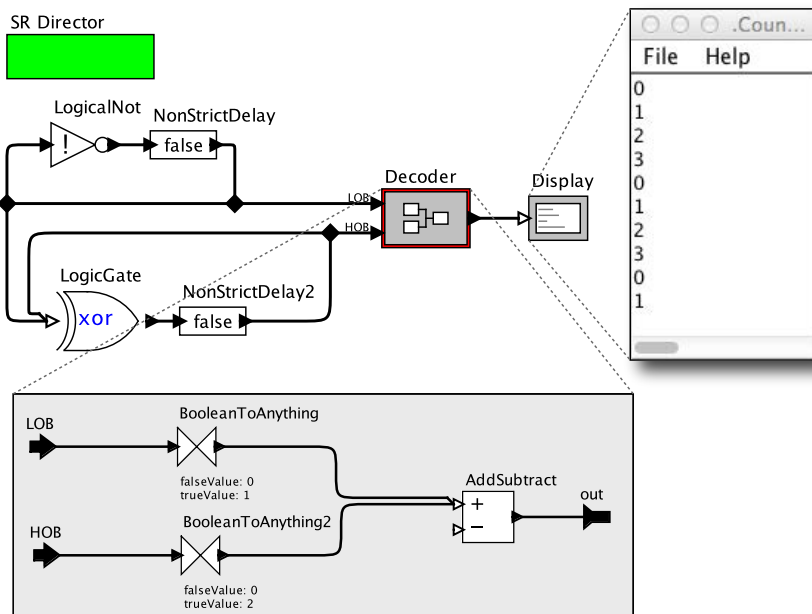 SR Director
LogicalNot
!
NonStrictDelay
false
LogicGate
xor
NonStrictDelay2
false
LOB
HOB
Decoder
Display
.Coun...
File Help
0
1
2
3
0
1
2
3
0
1
LOB
BooleanToAnything
falseValue: 0
trueValue: 1
HOB
BooleanToAnything2
falseValue: 0
trueValue: 2
AddSubtract
+
−
out